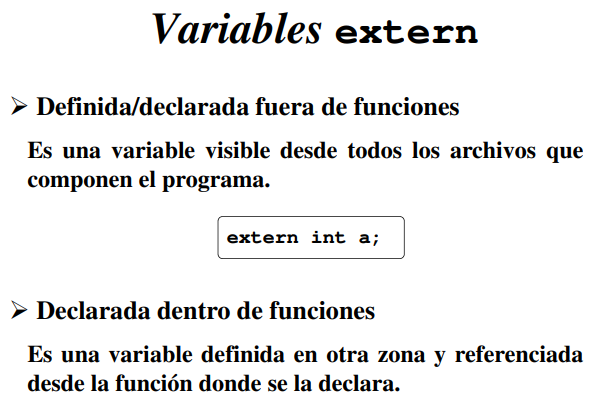 Variables extern
➢ Definida/declarada fuera de funciones
Es una variable visible desde todos los archivos que
componen el programa.
extern int a;
➢ Declarada dentro de funciones
Es una variable definida en otra zona y referenciada
desde la función donde se la declara.